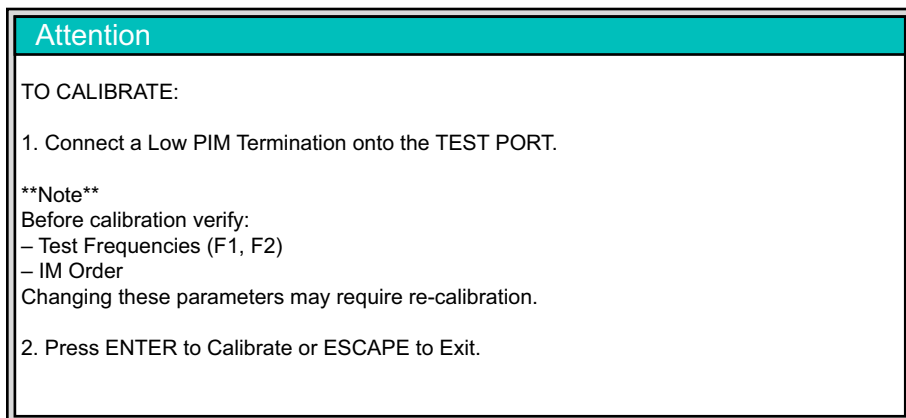 Attention
TO CALIBRATE:
1. Connect a Low PIM Termination onto the TEST PORT.
**Note**
Before calibration verify:
– Test Frequencies (F1, F2)
– IM Order
Changing these parameters may require re-calibration.
2. Press ENTER to Calibrate or ESCAPE to Exit.